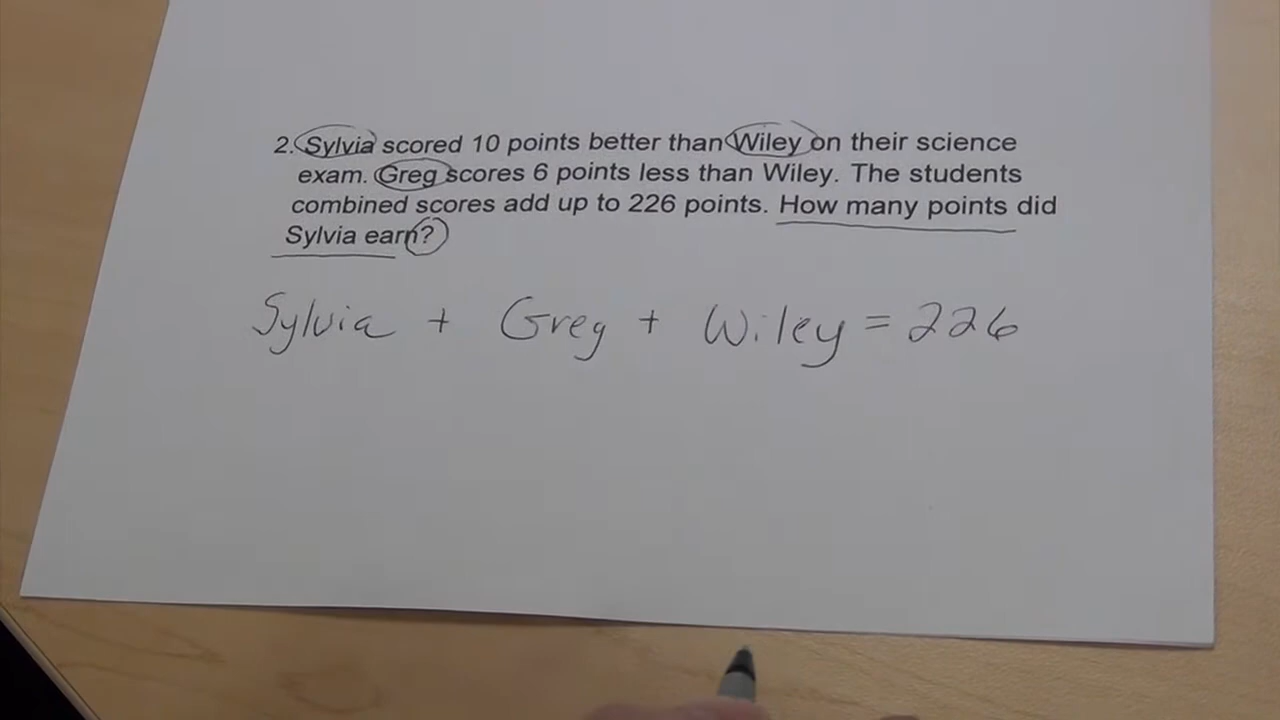 2. Sylvia scored 10 points better than Wiley on their science
exam. Greg scores 6 points less than Wiley. The students
combined scores add up to 226 points. How many points did
Sylvia earn?
Sylvia + Greg + Wiley = 226